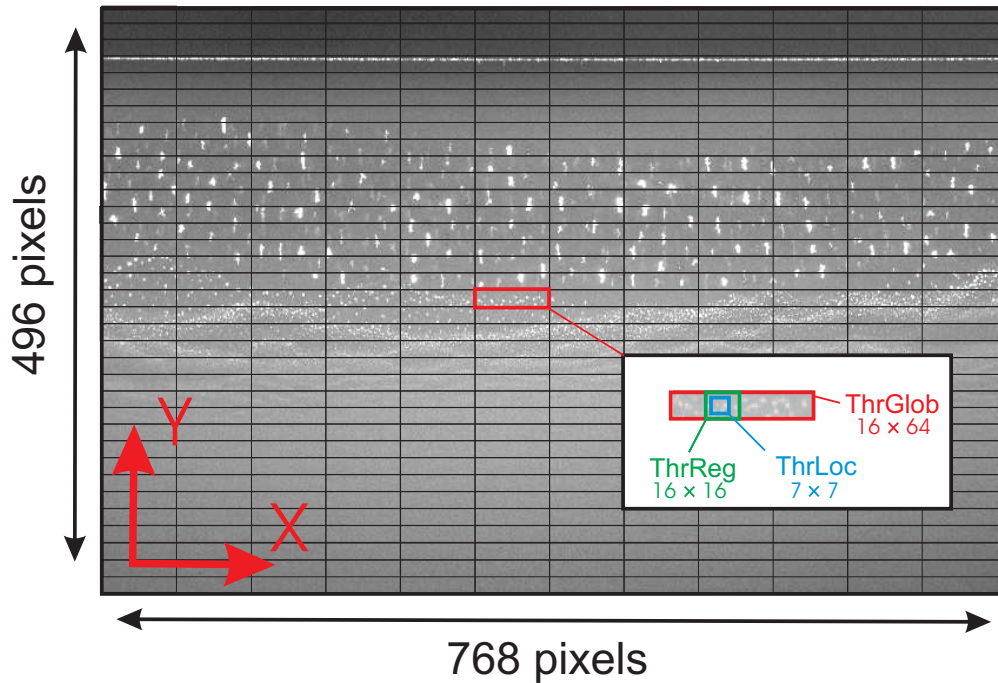 496 pixels
Y
X
ThrGlob
16 × 64
ThrReg
16 × 16
ThrLoc
7 × 7
768 pixels